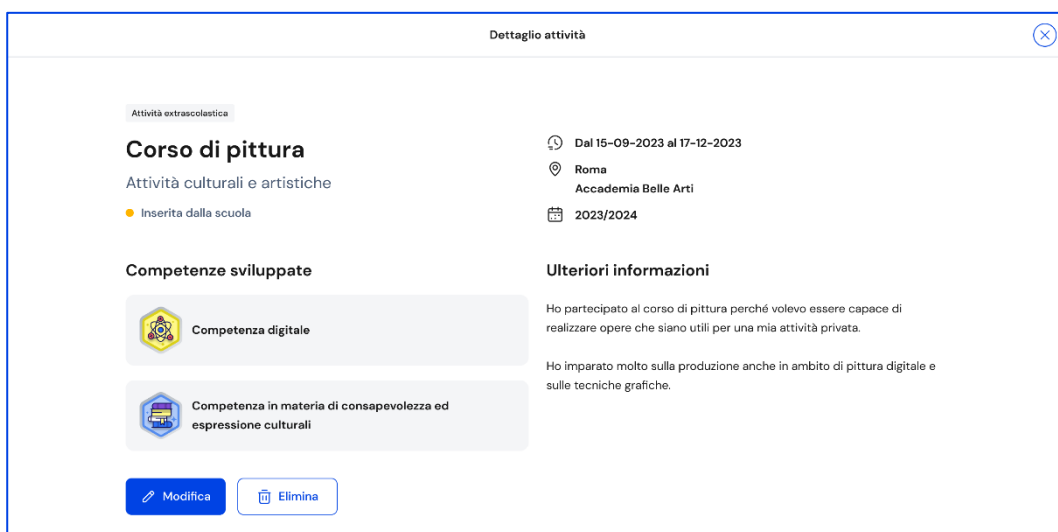 Dettaglio attività
Attività extrascolastica
Corso di pittura
Attività culturali e artistiche
Inserita dalla scuola
Dal 15-09-2023 al 17-12-2023
Roma
Accademia Belle Arti
2023/2024
Competenze sviluppate
Competenza digitale
Competenza in materia di consapevolezza ed
espressione culturali
Ulteriori informazioni
Ho partecipato al corso di pittura perché volevo essere capace di
realizzare opere che siano utili per una mia attività privata.
Ho imparato molto sulla produzione anche in ambito di pittura digitale e
sulle tecniche grafiche.
Modifica
Elimina